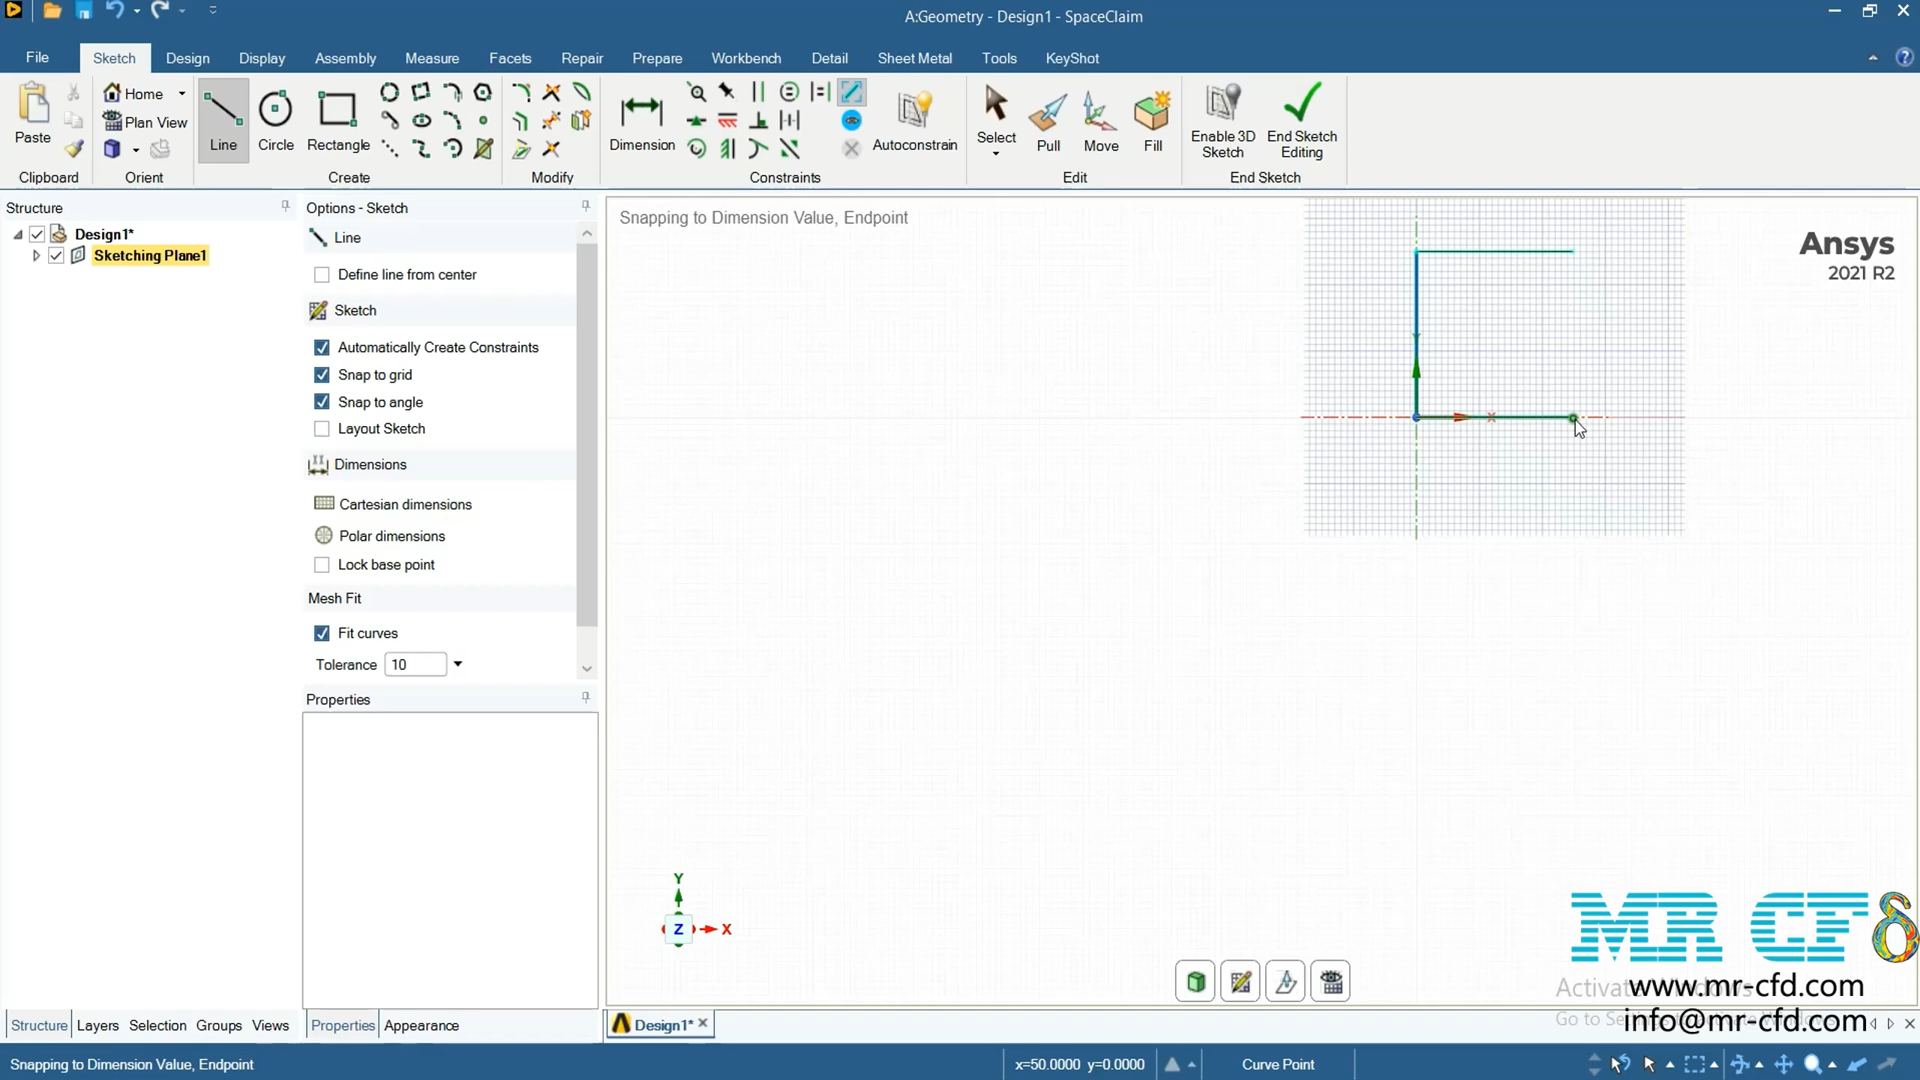 A:Geometry - Design1 - SpaceClaim
File Sketch Design Display Assembly Measure Facets Repair Prepare Workbench Detail Sheet Metal Tools KeyShot
Paste
Home
Plan View
Line
Circle
Rectangle
Dimension
Autoconstrain
Select
Pull
Move
Fill
Enable 3D
Sketch
End Sketch
Editing
Clipboard Orient Create Modify Constraints Edit End Sketch
Structure
Design1*
Sketching Plane1
Options - Sketch
Line
Define line from center
Sketch
Automatically Create Constraints
Snap to grid
Snap to angle
Layout Sketch
Dimensions
Cartesian dimensions
Polar dimensions
Lock base point
Mesh Fit
Fit curves
Tolerance 10
Properties
Snapping to Dimension Value, Endpoint
Ansys
2021 R2
Y
Z
X
MR CFD
www.mr-cfd.com
info@mr-cfd.com
Structure Layers Selection Groups Views
Properties Appearance
Design1*
Snapping to Dimension Value, Endpoint
x=50.0000 y=0.0000
Curve Point